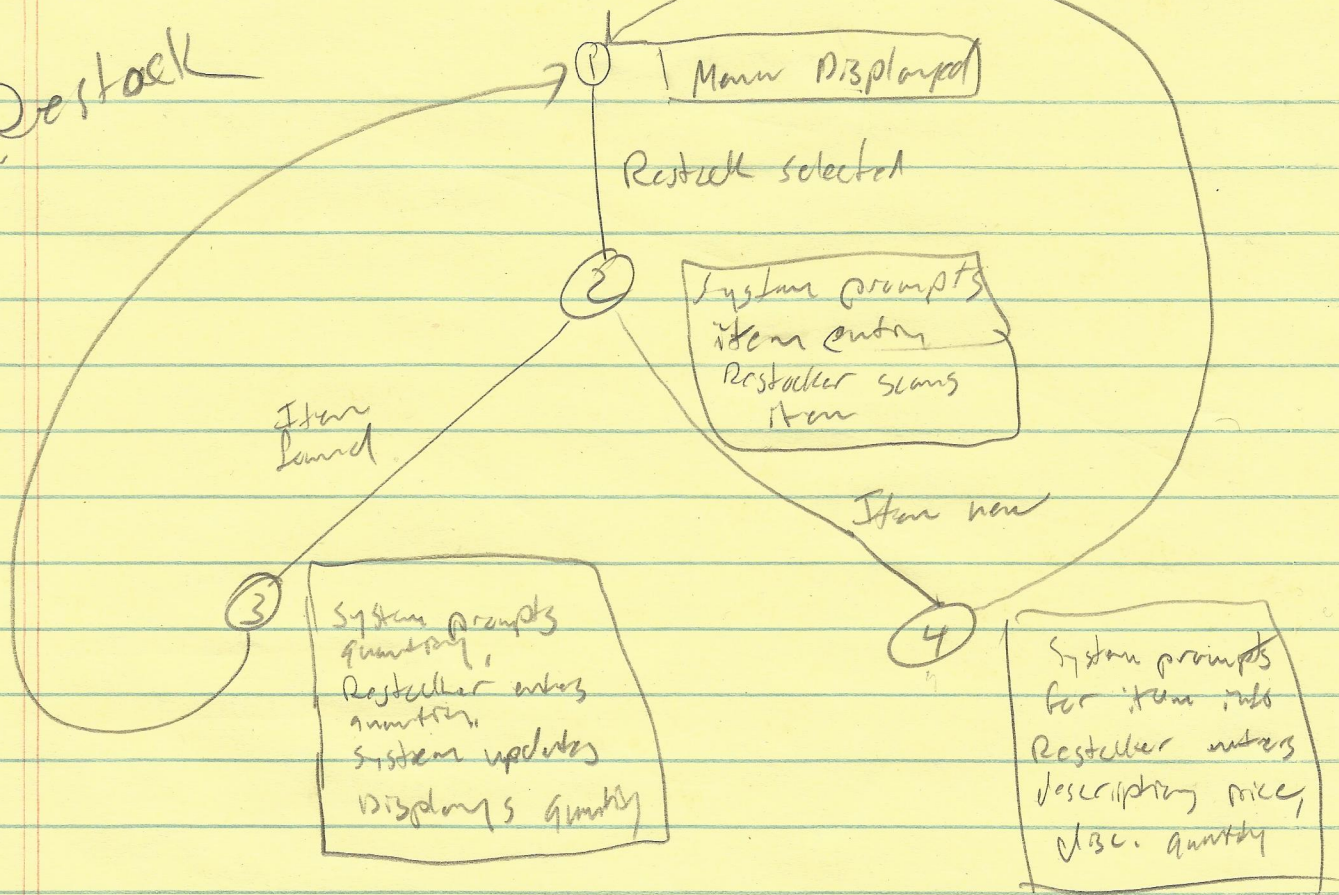 Restock
1
Menu Displayed
Restock selected
2
System prompts
item entry
Restocker scans
item
Item
found
Item new
3
System prompts
quantity,
Restocker enters
quantity,
System updates
Displays quantity
4
System prompts
for item info
Restocker enters
description, price,
disc. quantity